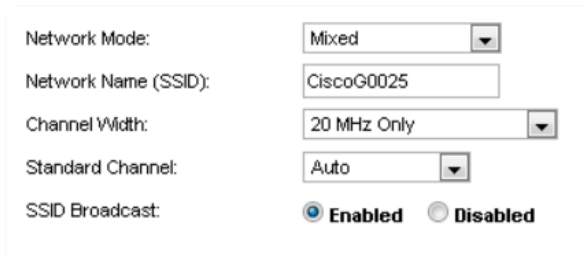 Network Mode: Mixed
Network Name (SSID): CiscoG0025
Channel Width: 20 MHz Only
Standard Channel: Auto
SSID Broadcast: Enabled Disabled